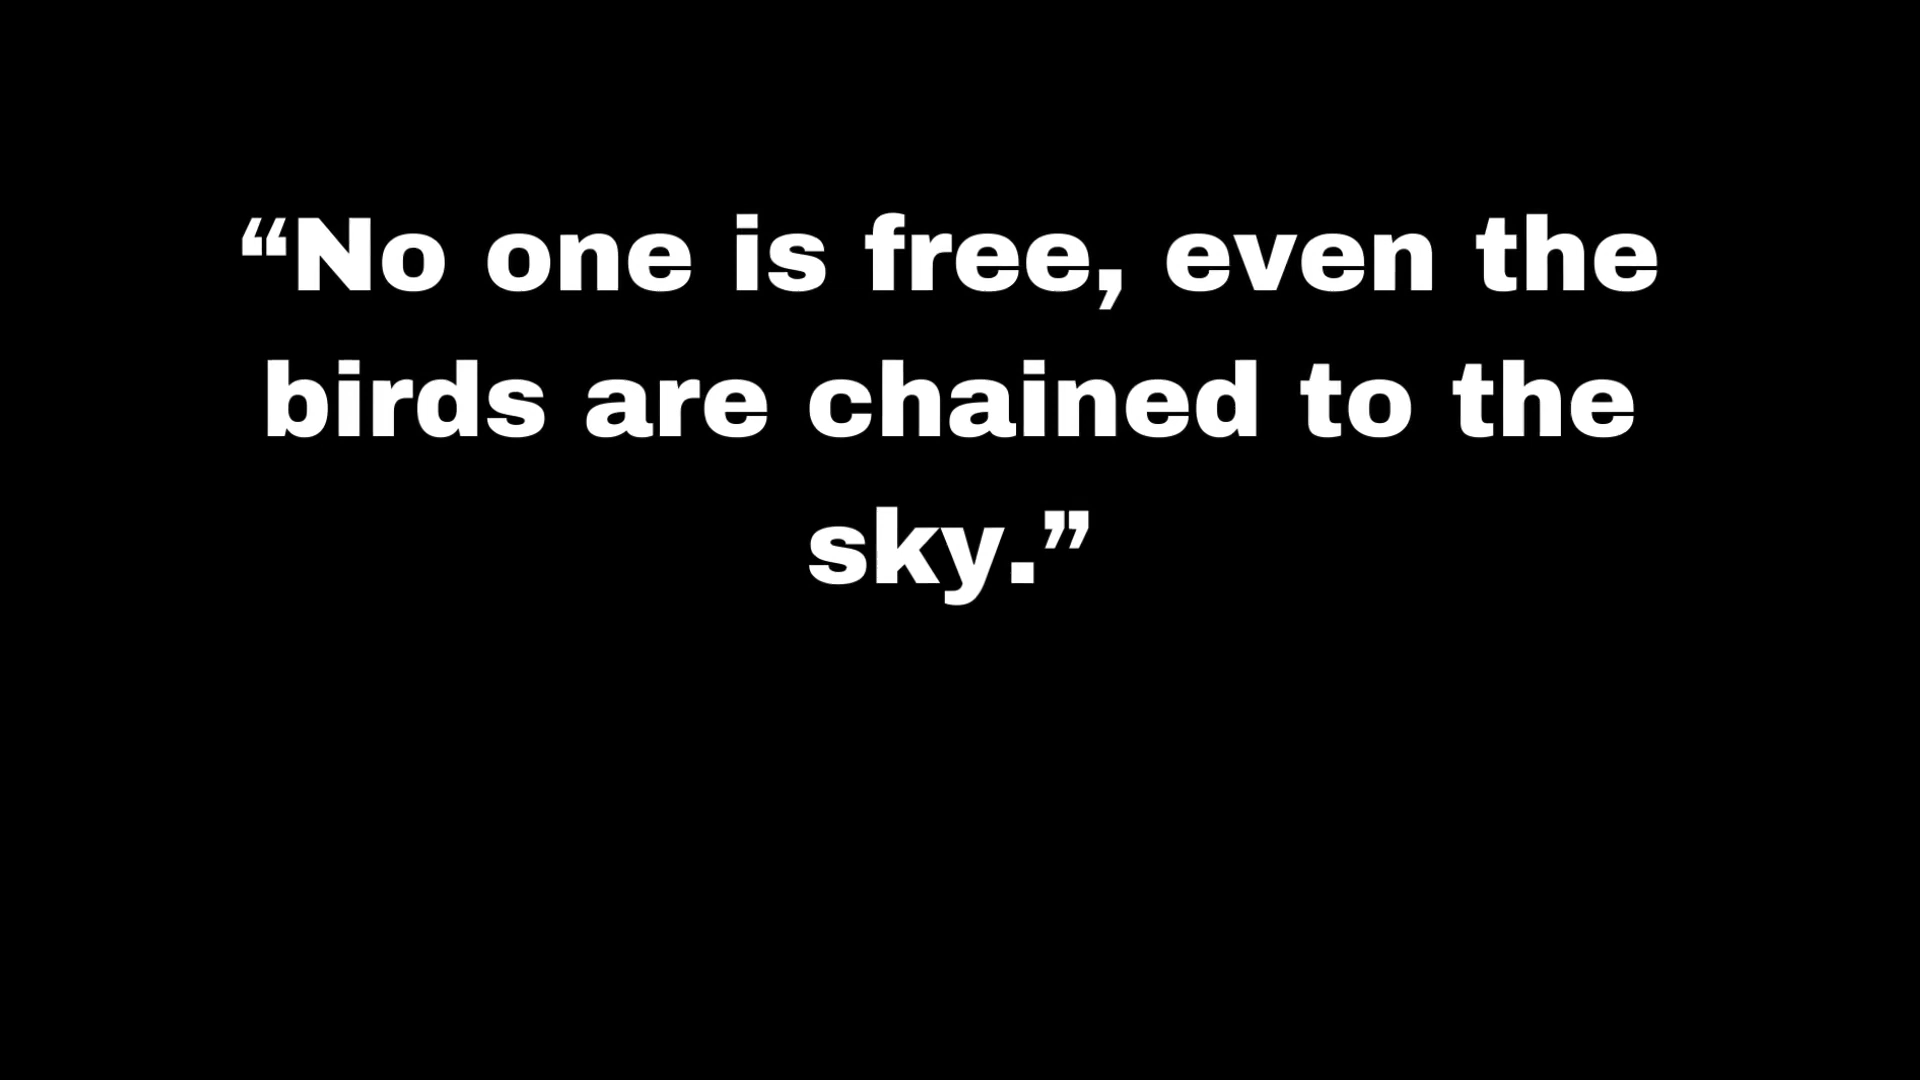 “No one is free, even the
birds are chained to the
sky.”